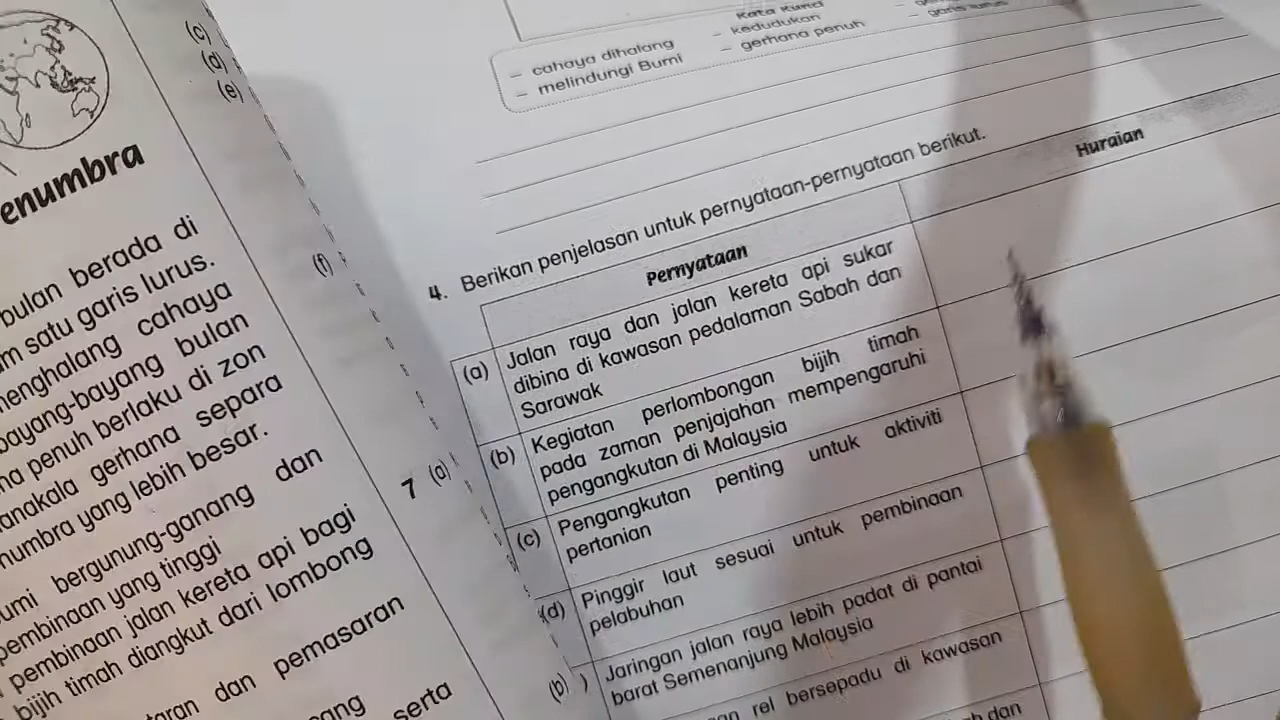 (c)
(d)
(e)
enumbra
bulan berada di
m satu garis lurus.
menghalang cahaya
bayang-bayang bulan
na penuh berlaku di zon
anakala gerhana separa
numbra yang lebih besar.
(f)
umi bergunung-ganang dan
pembinaan yang tinggi
pembinaan jalan kereta api bagi
bijih timah diangkut dari lombong
taran dan pemasaran
serta
7 (a)
(b)
Kata Kunci
– cahaya dihalang
– melindungi Bumi
– kedudukan
– gerhana penuh
– garis lurus
4. Berikan penjelasan untuk pernyataan-pernyataan berikut.
Pernyataan
Huraian
(a) Jalan raya dan jalan kereta api sukar
dibina di kawasan pedalaman Sabah dan
Sarawak
(b) Kegiatan perlombongan bijih timah
pada zaman penjajahan mempengaruhi
pengangkutan di Malaysia
(c) Pengangkutan penting untuk aktiviti
pertanian
(d) Pinggir laut sesuai untuk pembinaan
pelabuhan
) Jaringan jalan raya lebih padat di pantai
barat Semenanjung Malaysia
an rel bersepadu di kawasan
h dan